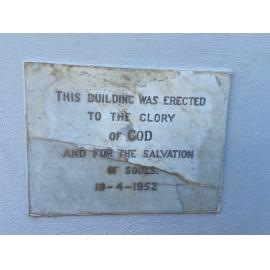 THIS BUILDING WAS ERECTED
TO THE GLORY
OF GOD
AND FOR THE SALVATION
OF SOULS.
19-4-1952